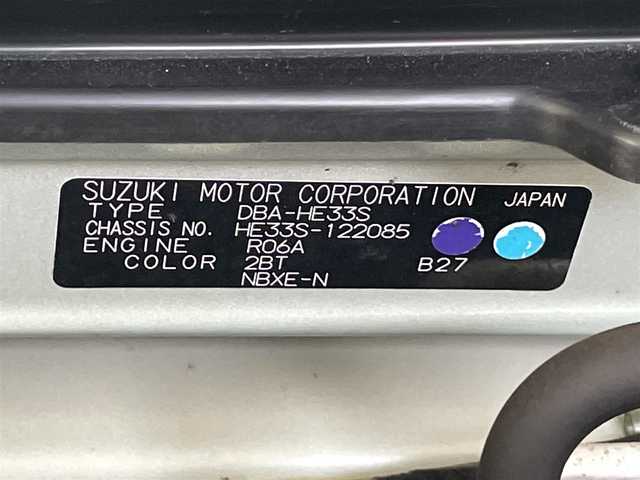 SUZUKI MOTOR CORPORATION JAPAN
TYPE DBA-HE33S
CHASSIS NO. HE33S-122085
ENGINE R06A
COLOR 2BT B27
NBXE-N